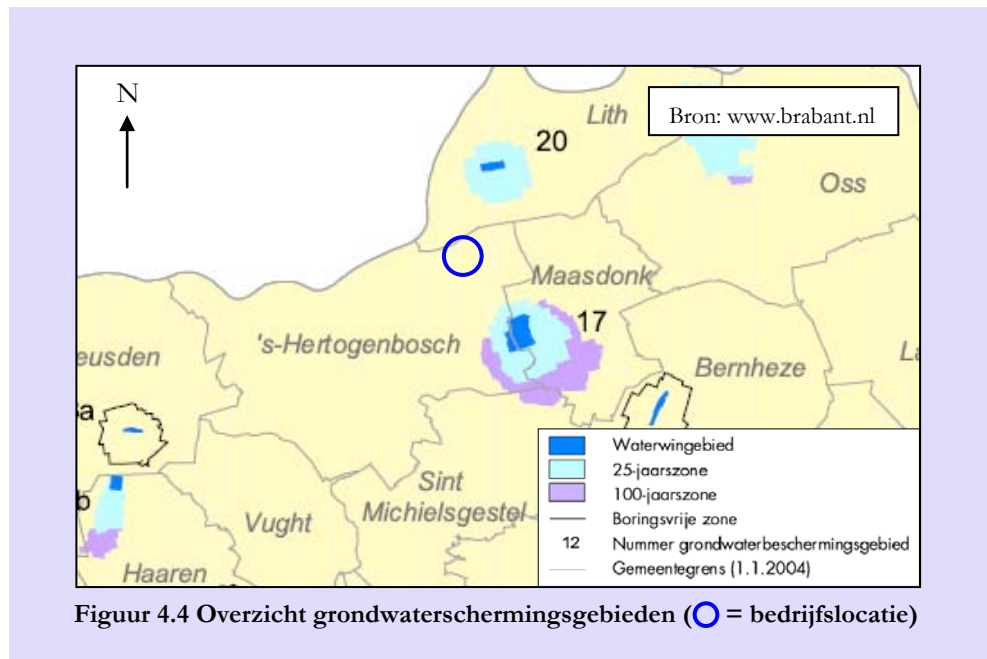 N
Lith
Bron: www.brabant.nl
20
Oss
Maasdonk
17
's-Hertogenbosch
eusden
Bernheze
La
a
b
Sint
Michielsgestel
Vught
Haaren
Waterwingebied
25-jaarszone
100-jaarszone
Boringsvrije zone
12 Nummer grondwaterbeschermingsgebied
Gemeentegrens (1.1.2004)
Figuur 4.4 Overzicht grondwaterschermingsgebieden ( = bedrijfslocatie)